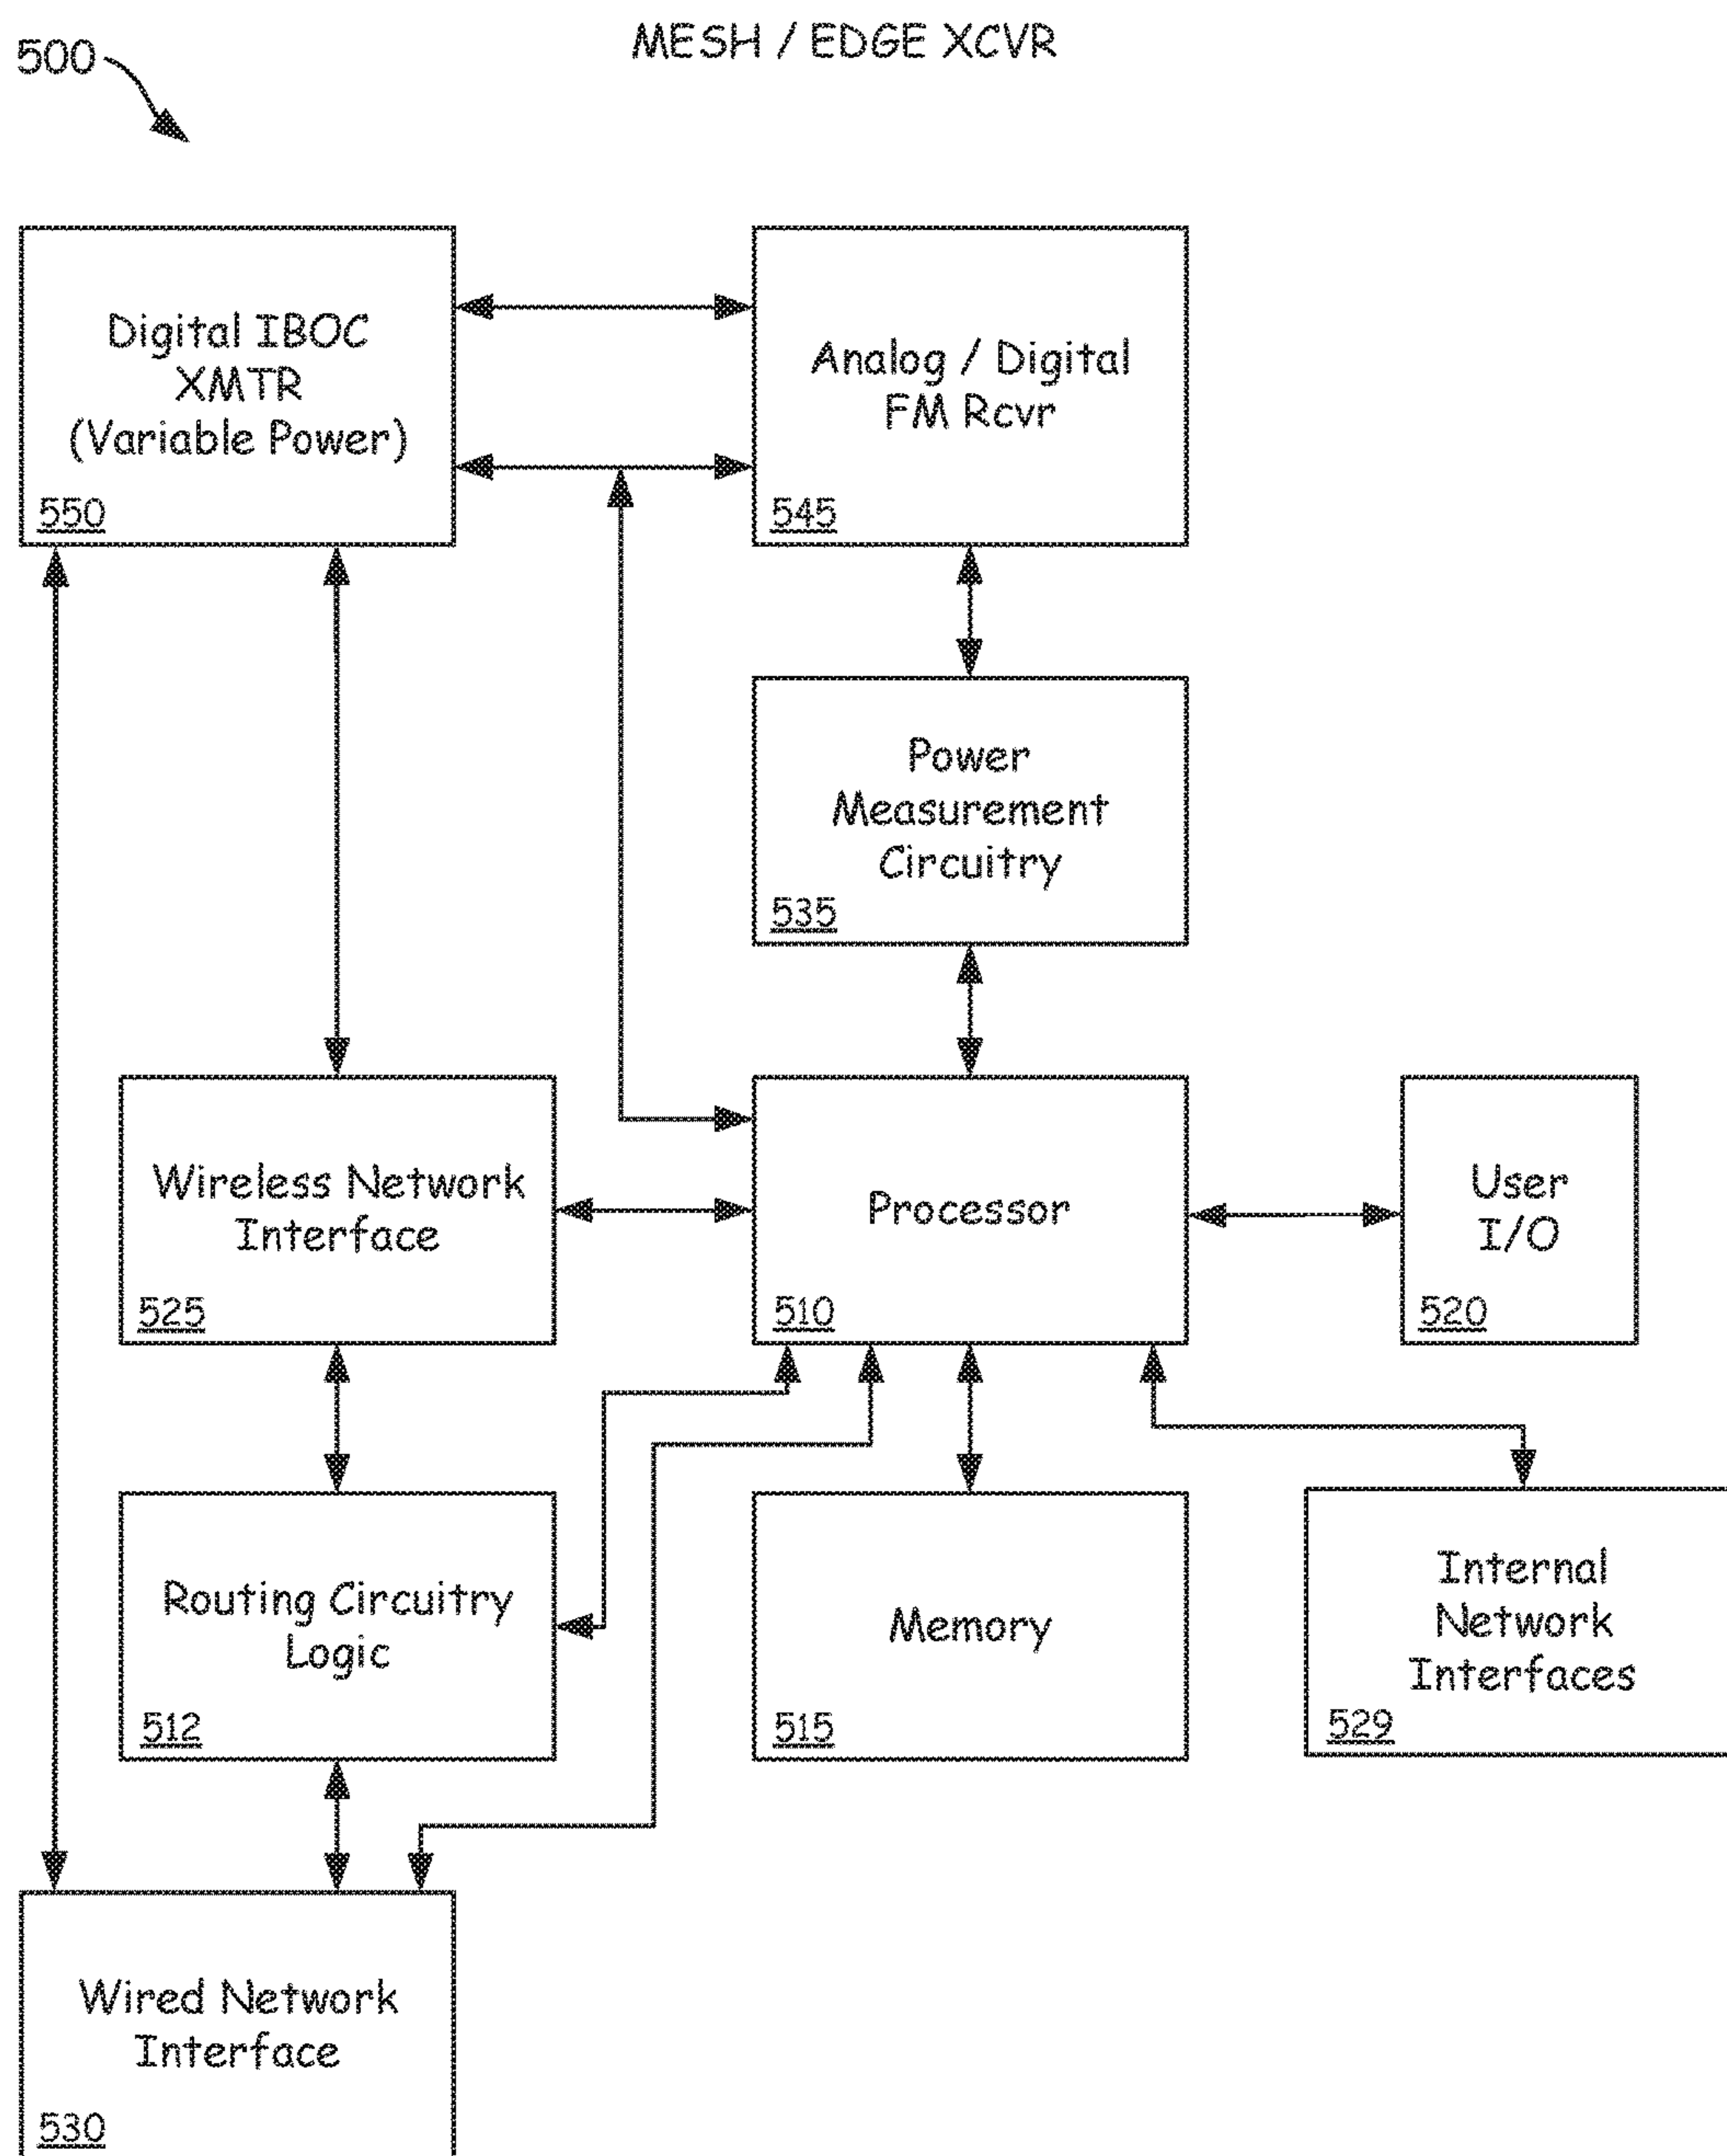 500
MESH / EDGE XCVR
Digital IBOC
XMTR
(Variable Power)
550
Analog / Digital
FM Rcvr
545
Power
Measurement
Circuitry
535
Wireless Network
Interface
525
Processor
510
User
I/O
520
Routing Circuitry
Logic
512
Memory
515
Internal
Network
Interfaces
529
Wired Network
Interface
530